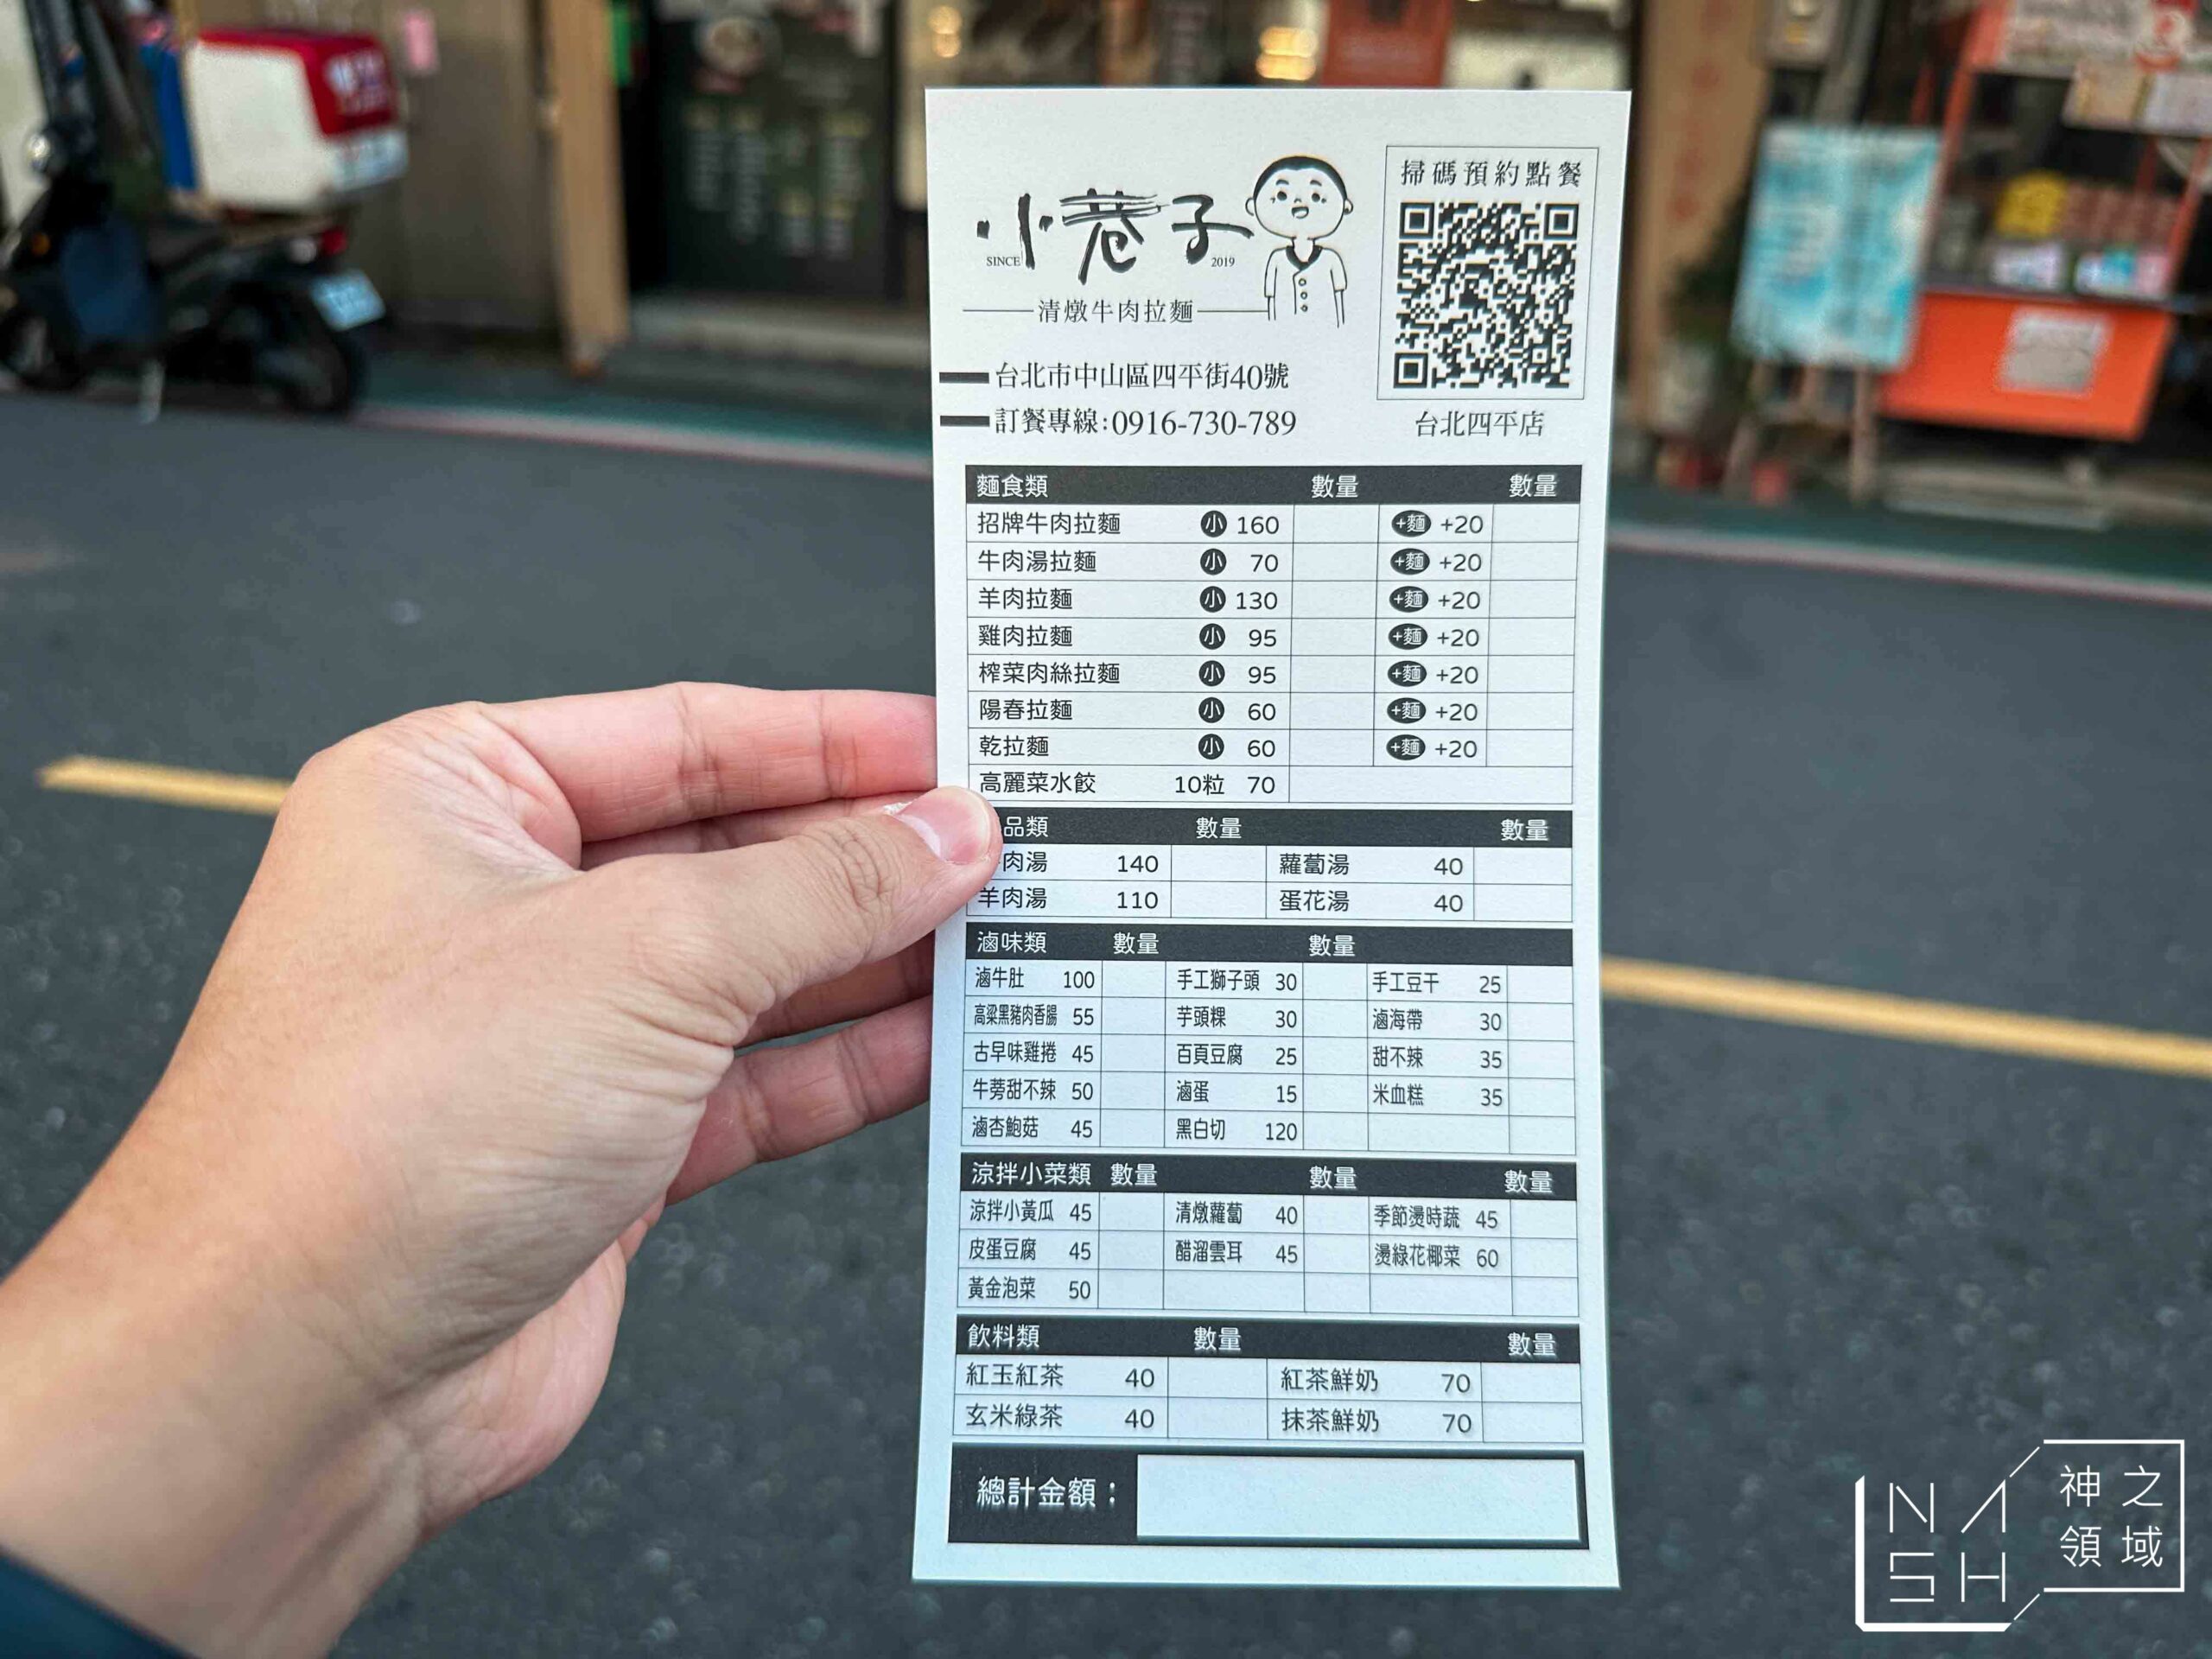 小巷子
SINCE 2019
清燉牛肉拉麵
掃碼預約點餐
台北市中山區四平街40號
訂餐專線:0916-730-789
台北四平店
麵食類 數量 數量
招牌牛肉拉麵 小 160 +麵 +20
牛肉湯拉麵 小 70 +麵 +20
羊肉拉麵 小 130 +麵 +20
雞肉拉麵 小 95 +麵 +20
榨菜肉絲拉麵 小 95 +麵 +20
陽春拉麵 小 60 +麵 +20
乾拉麵 小 60 +麵 +20
高麗菜水餃 10粒 70
品類 數量 數量
肉湯 140 蘿蔔湯 40
羊肉湯 110 蛋花湯 40
滷味類 數量 數量
滷牛肚 100 手工獅子頭 30 手工豆干 25
高粱黑豬肉香腸 55 芋頭粿 30 滷海帶 30
古早味雞捲 45 百頁豆腐 25 甜不辣 35
牛蒡甜不辣 50 滷蛋 15 米血糕 35
滷杏鮑菇 45 黑白切 120
涼拌小菜類 數量 數量 數量
涼拌小黃瓜 45 清燉蘿蔔 40 季節燙時蔬 45
皮蛋豆腐 45 醋溜雲耳 45 燙綠花椰菜 60
黃金泡菜 50
飲料類 數量 數量
紅玉紅茶 40 紅茶鮮奶 70
玄米綠茶 40 抹茶鮮奶 70
總計金額：
NASH
神之
領域